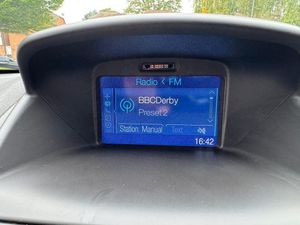 Radio < FM
BBCDerby
Preset 2
Station Manual Text
16:42